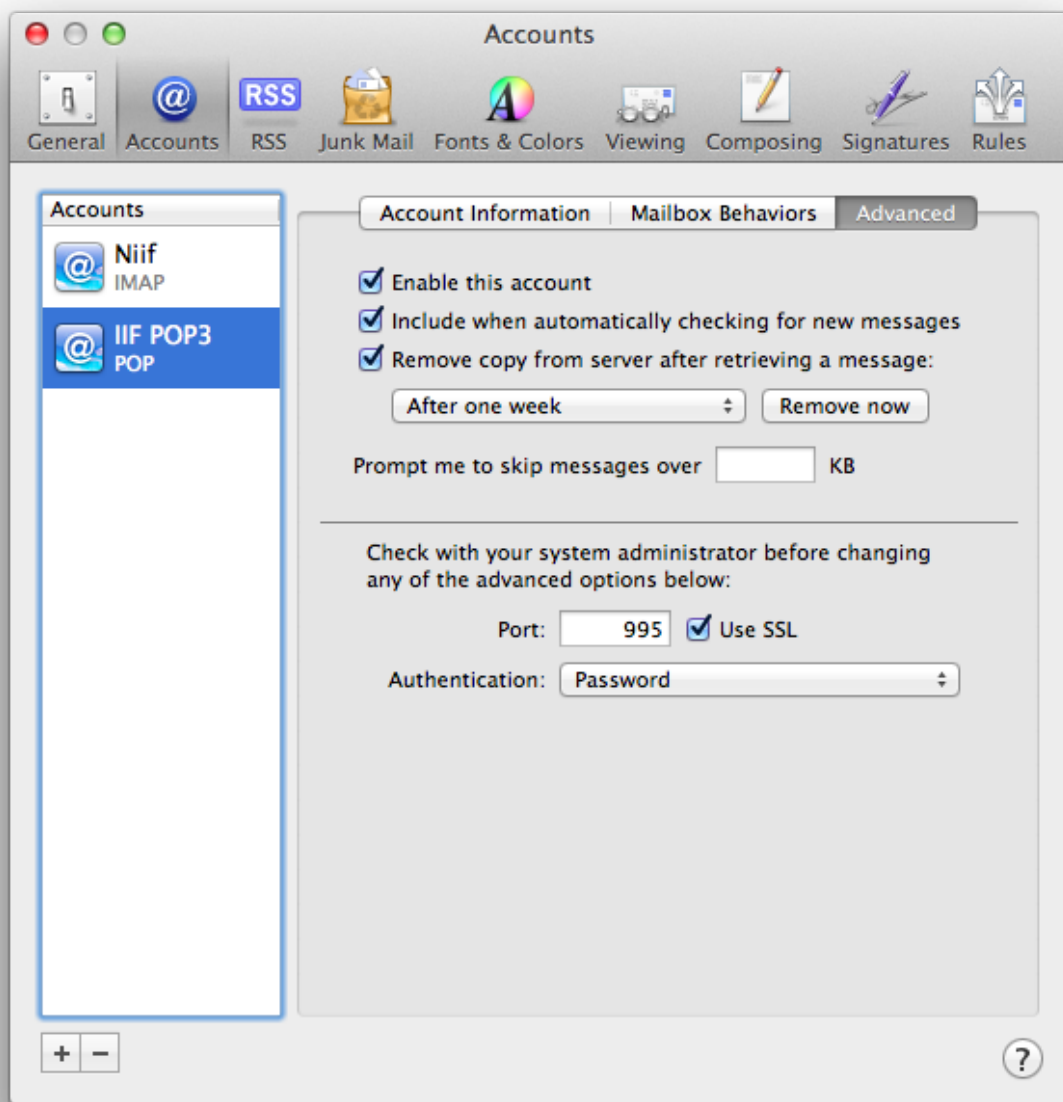 Accounts
RSS
General Accounts RSS Junk Mail Fonts & Colors Viewing Composing Signatures Rules
Accounts
Niif
IMAP
IIF POP3
POP
Account Information Mailbox Behaviors Advanced
Enable this account
Include when automatically checking for new messages
Remove copy from server after retrieving a message:
After one week Remove now
Prompt me to skip messages over KB
Check with your system administrator before changing
any of the advanced options below:
Port: 995 Use SSL
Authentication: Password
+ − ?